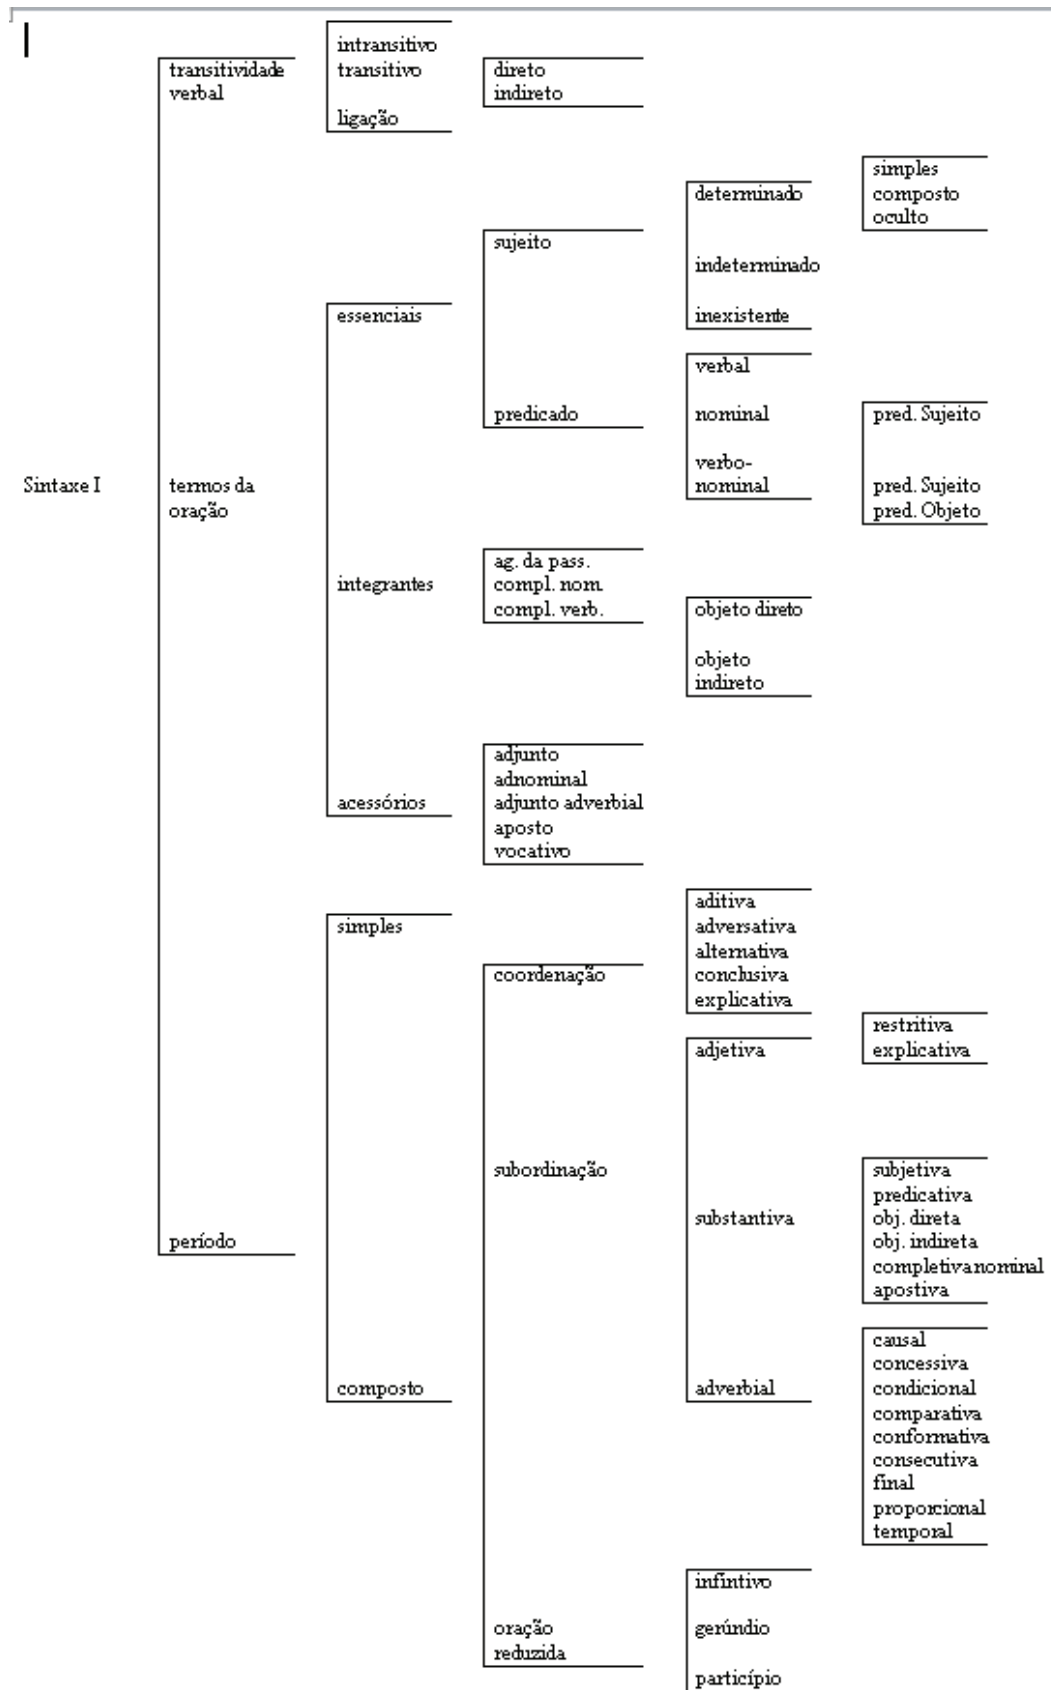 intransitivo
transitividade transitivo direto
verbal indireto
ligação
simples
determinado composto
oculto
sujeito
indeterminado
essenciais inexistente
verbal
predicado nominal pred. Sujeito
verbo-
Sintaxe I termos da nominal pred. Sujeito
oração pred. Objeto
ag. da pass.
integrantes compl. nom.
compl. verb. objeto direto
objeto
indireto
adjunto
adnominal
acessórios adjunto adverbial
aposto
vocativo
aditiva
simples adversativa
alternativa
coordenação conclusiva
explicativa
restritiva
adjetiva explicativa
subordinação subjetiva
predicativa
substantiva obj. direta
período obj. indireta
completiva nominal
apostiva
causal
concessiva
composto adverbial condicional
comparativa
conformativa
consecutiva
final
proporcional
temporal
infintivo
oração gerúndio
reduzida
particípio